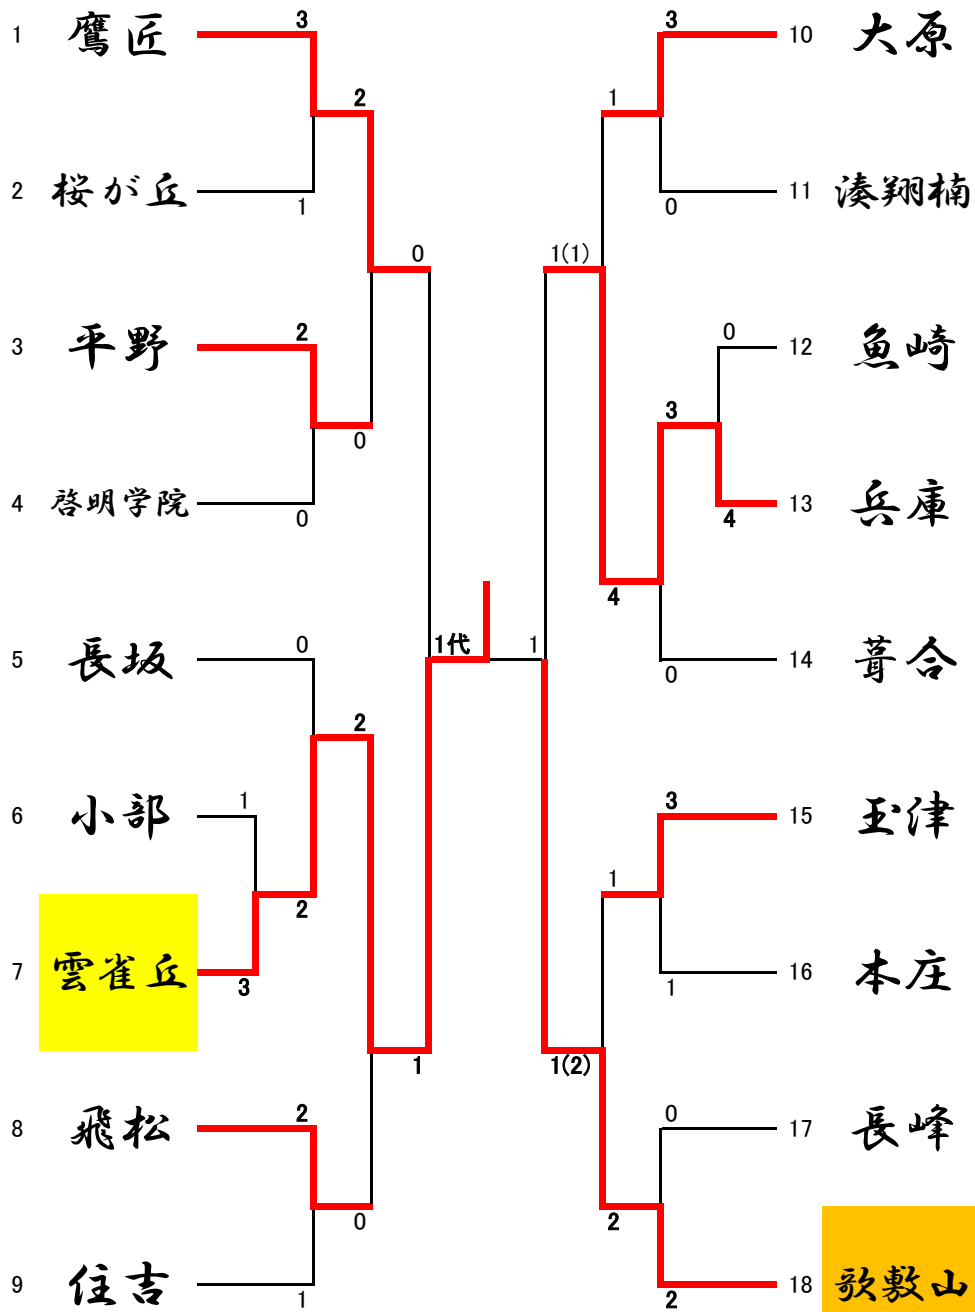 1 鷹匠 3 3 10 大原
2 1
2 桜が丘 1 0 11 湊翔楠
0 1(1)
3 平野 2 0 12 魚崎
3
0 0
4 啓明学院 0 4 13 兵庫
4
5 長坂 0 1代 1 0 14 葺合
2
6 小部 1 3 15 玉津
2 1
7 雲雀丘 3 1 16 本庄
1 1(2)
8 飛松 2 0 17 長峰
0 2
9 住吉 1 2 18 歌敷山